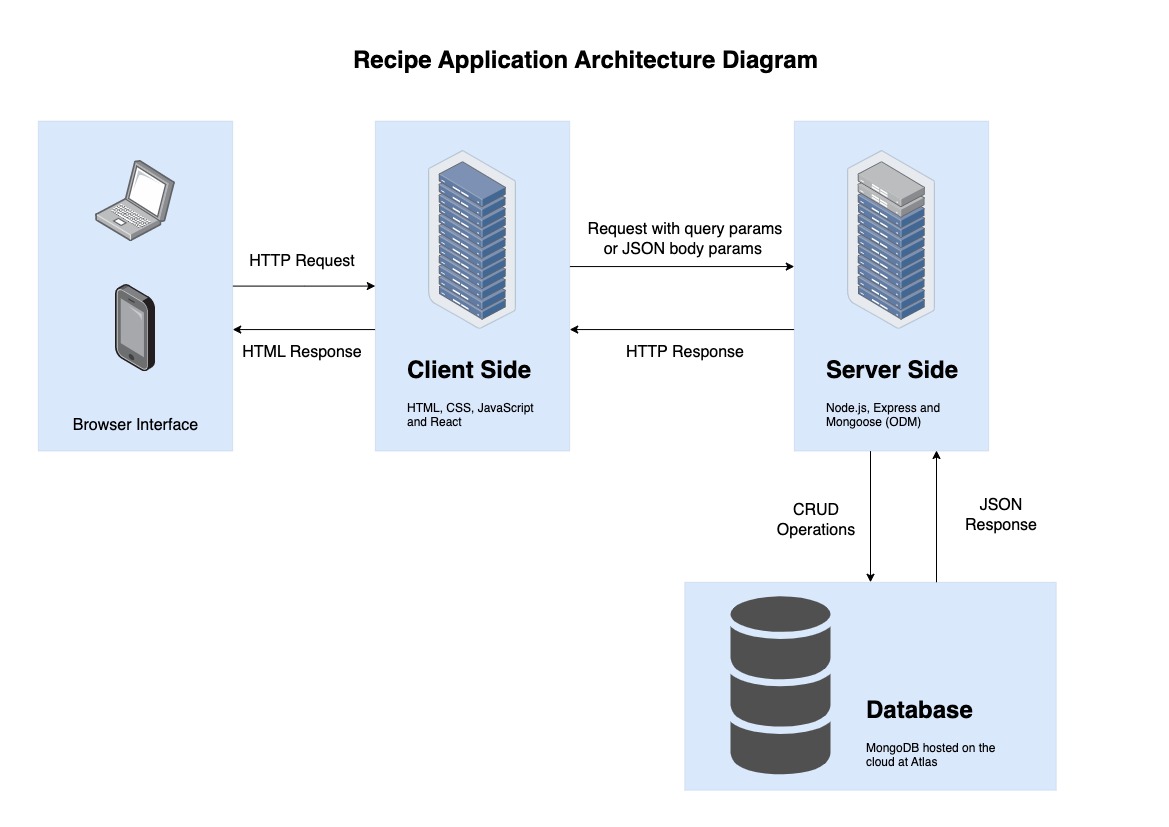 Recipe Application Architecture Diagram
Browser Interface
HTTP Request
HTML Response
Client Side
HTML, CSS, JavaScript
and React
Request with query params
or JSON body params
HTTP Response
Server Side
Node.js, Express and
Mongoose (ODM)
CRUD
Operations
JSON
Response
Database
MongoDB hosted on the
cloud at Atlas